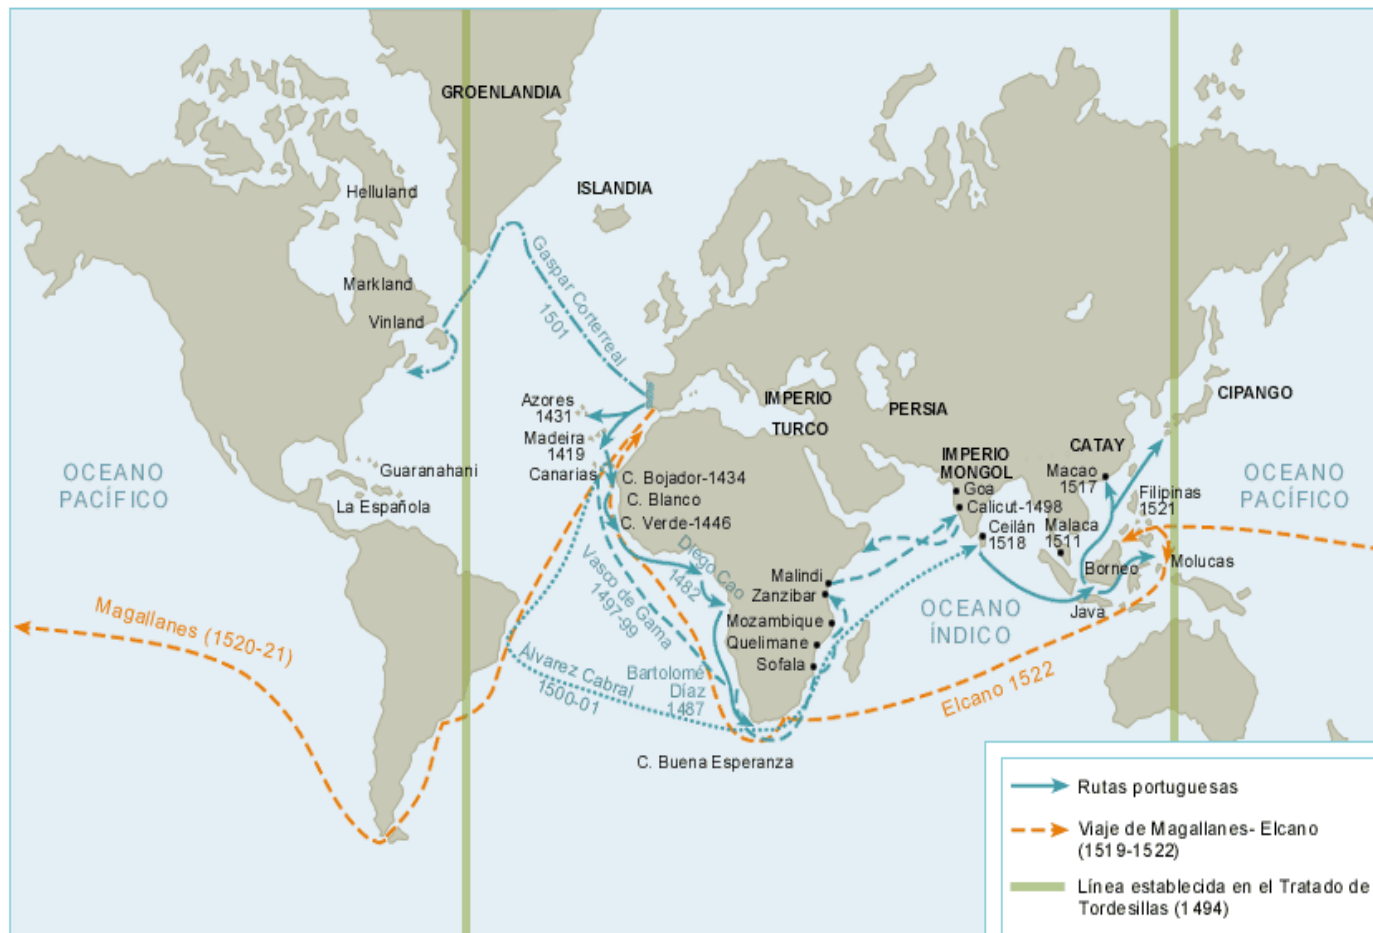 GROENLANDIA
ISLANDIA
Helluland
Markland
Vinland
Gaspar Corterreal
1501
Azores
1431
Madeira
1419
Canarias
IMPERIO
TURCO
PERSIA
IMPERIO
MONGOL
CATAY
CIPANGO
OCEANO
PACÍFICO
Guaranahani
La Española
C. Bojador-1434
C. Blanco
C. Verde-1446
Goa
Calicut-1498
Ceilán
1518
Macao
1517
Malaca
1511
Filipinas
1521
OCEANO
PACÍFICO
Borneo
Molucas
Java
Diego Cao
1482
Vasco de Gama
1497-99
Malindi
Zanzibar
Mozambique
Quelimane
Sofala
OCEANO
ÍNDICO
Magallanes (1520-21)
Álvarez Cabral
1500-01
Bartolomé
Díaz
1487
Elcano 1522
C. Buena Esperanza
Rutas portuguesas
Viaje de Magallanes- Elcano
(1519-1522)
Línea establecida en el Tratado de
Tordesillas (1494)